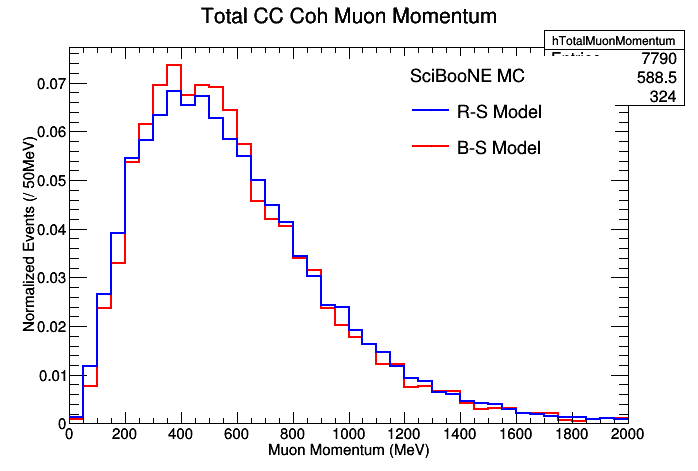 Total CC Coh Muon Momentum
hTotalMuonMomentum
7790
588.5
324
SciBooNE MC
R-S Model
B-S Model
Normalized Events (/ 50MeV)
0.07
0.06
0.05
0.04
0.03
0.02
0.01
0
0 200 400 600 800 1000 1200 1400 1600 1800 2000
Muon Momentum (MeV)